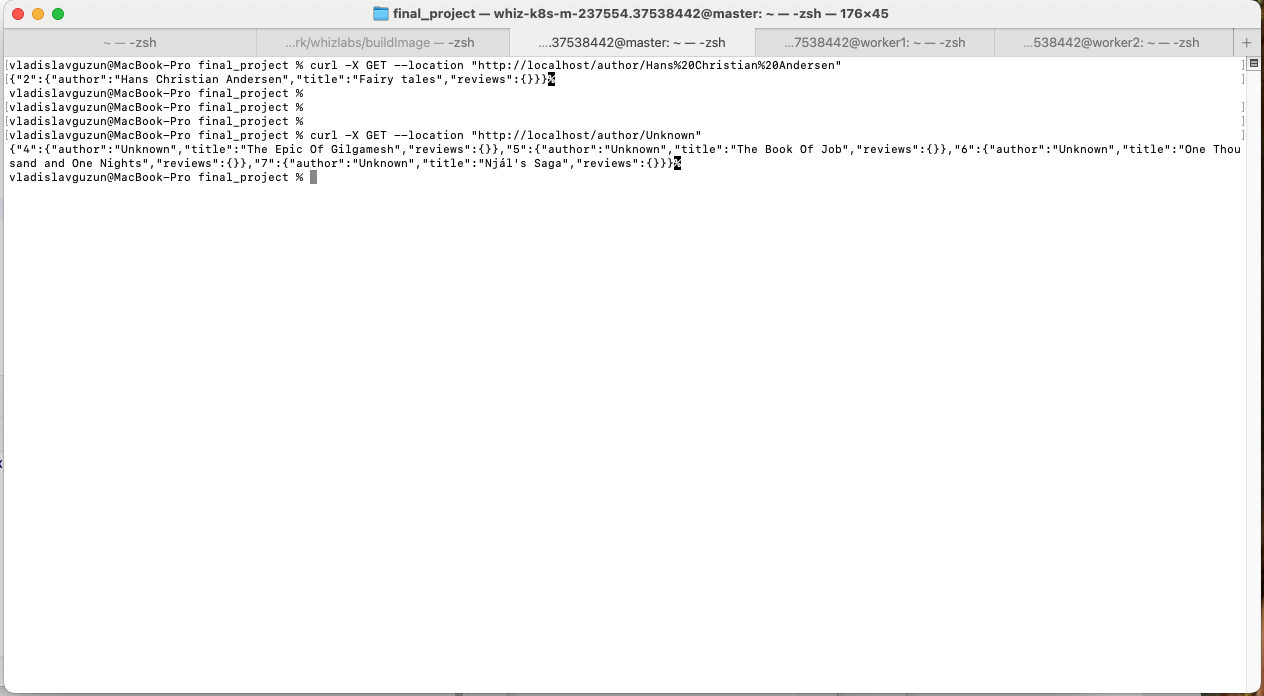 final_project — whiz-k8s-m-237554.37538442@master: ~ — -zsh — 176×45
~ — -zsh
...rk/whizlabs/buildImage — -zsh
....37538442@master: ~ — -zsh
...7538442@worker1: ~ — -zsh
...538442@worker2: ~ — -zsh
+
[vladislavguzun@MacBook-Pro final_project % curl -X GET --location "http://localhost/author/Hans%20Christian%20Andersen" ]
[{"2":{"author":"Hans Christian Andersen","title":"Fairy tales","reviews":{}}}% ]
vladislavguzun@MacBook-Pro final_project %
[vladislavguzun@MacBook-Pro final_project % ]
[vladislavguzun@MacBook-Pro final_project % ]
[vladislavguzun@MacBook-Pro final_project % curl -X GET --location "http://localhost/author/Unknown" ]
{"4":{"author":"Unknown","title":"The Epic Of Gilgamesh","reviews":{}},"5":{"author":"Unknown","title":"The Book Of Job","reviews":{}},"6":{"author":"Unknown","title":"One Thou
sand and One Nights","reviews":{}},"7":{"author":"Unknown","title":"Njál's Saga","reviews":{}}}%
vladislavguzun@MacBook-Pro final_project %